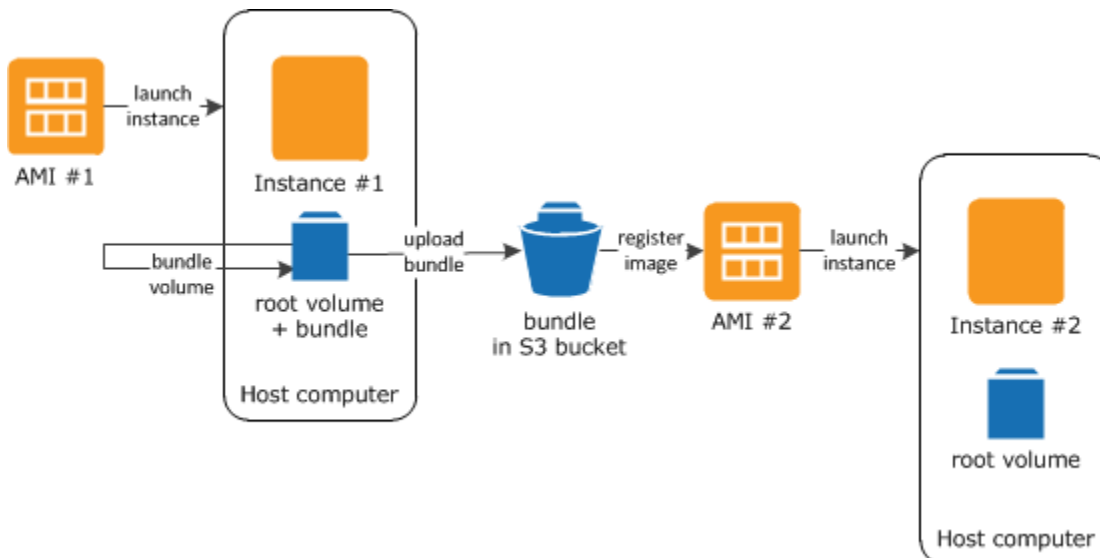 launch
instance
AMI #1
Instance #1
bundle
volume
root volume
+ bundle
Host computer
upload
bundle
bundle
in S3 bucket
register
image
AMI #2
launch
instance
Instance #2
root volume
Host computer